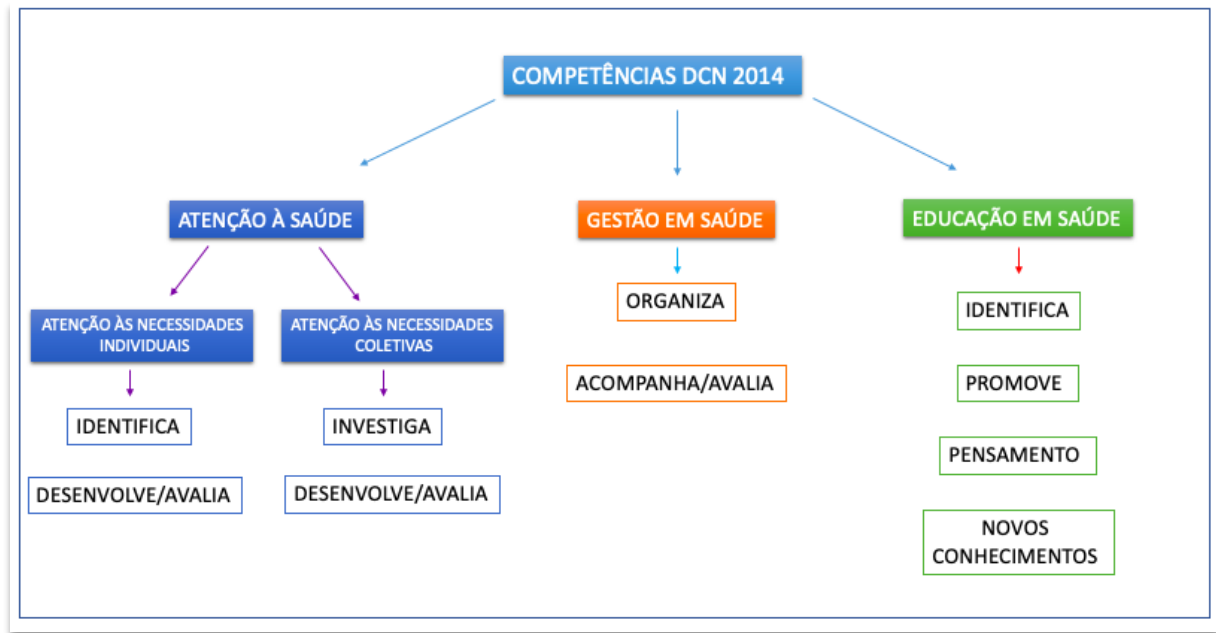 COMPETÊNCIAS DCN 2014
ATENÇÃO À SAÚDE
GESTÃO EM SAÚDE
EDUCAÇÃO EM SAÚDE
ATENÇÃO ÀS NECESSIDADES
INDIVIDUAIS
ATENÇÃO ÀS NECESSIDADES
COLETIVAS
IDENTIFICA
DESENVOLVE/AVALIA
INVESTIGA
DESENVOLVE/AVALIA
ORGANIZA
ACOMPANHA/AVALIA
IDENTIFICA
PROMOVE
PENSAMENTO
NOVOS
CONHECIMENTOS